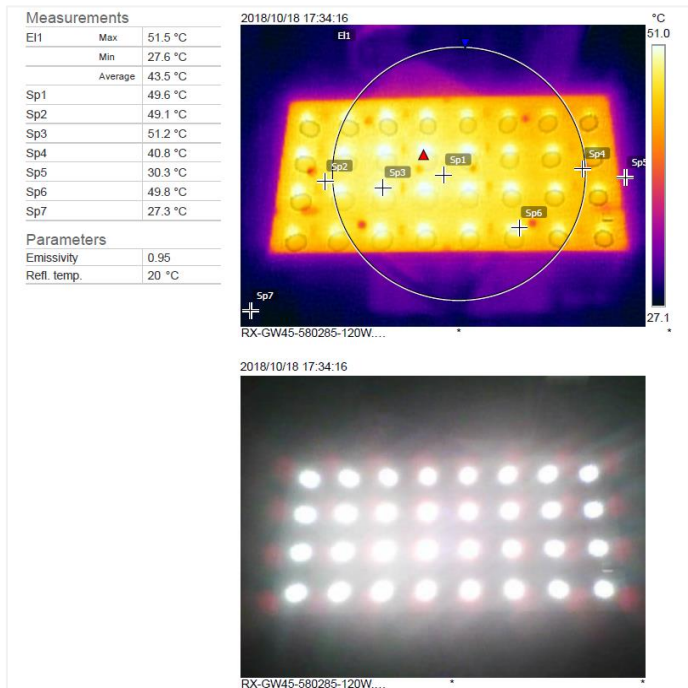 Measurements
El1 Max 51.5 °C
Min 27.6 °C
Average 43.5 °C
Sp1 49.6 °C
Sp2 49.1 °C
Sp3 51.2 °C
Sp4 40.8 °C
Sp5 30.3 °C
Sp6 49.8 °C
Sp7 27.3 °C
Parameters
Emissivity 0.95
Refl. temp. 20 °C
2018/10/18 17:34:16
°C
51.0
El1
Sp2
Sp3
Sp1
Sp4
Sp5
Sp6
Sp7
27.1
RX-GW45-580285-120W.... * *
2018/10/18 17:34:16
RX-GW45-580285-120W.... * *